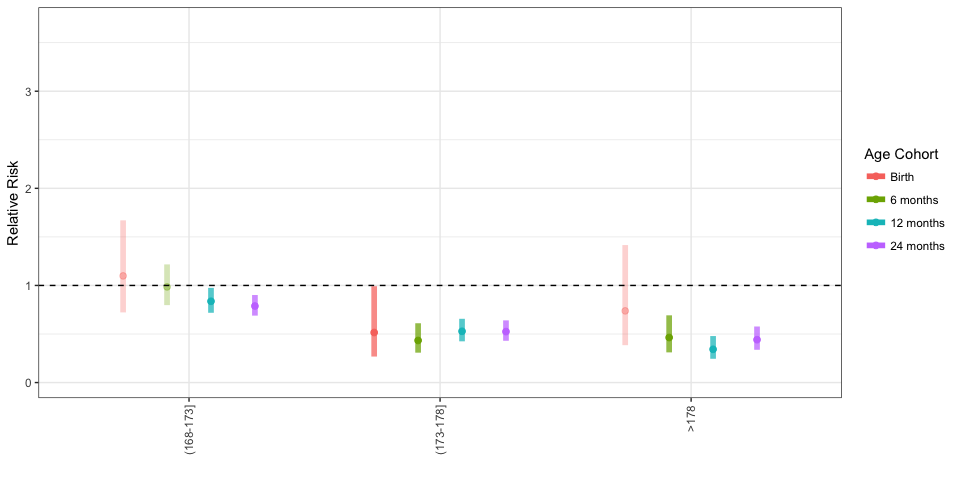 Relative Risk
3
2
1
0
(168-173]
(173-178]
>178
Age Cohort
Birth
6 months
12 months
24 months